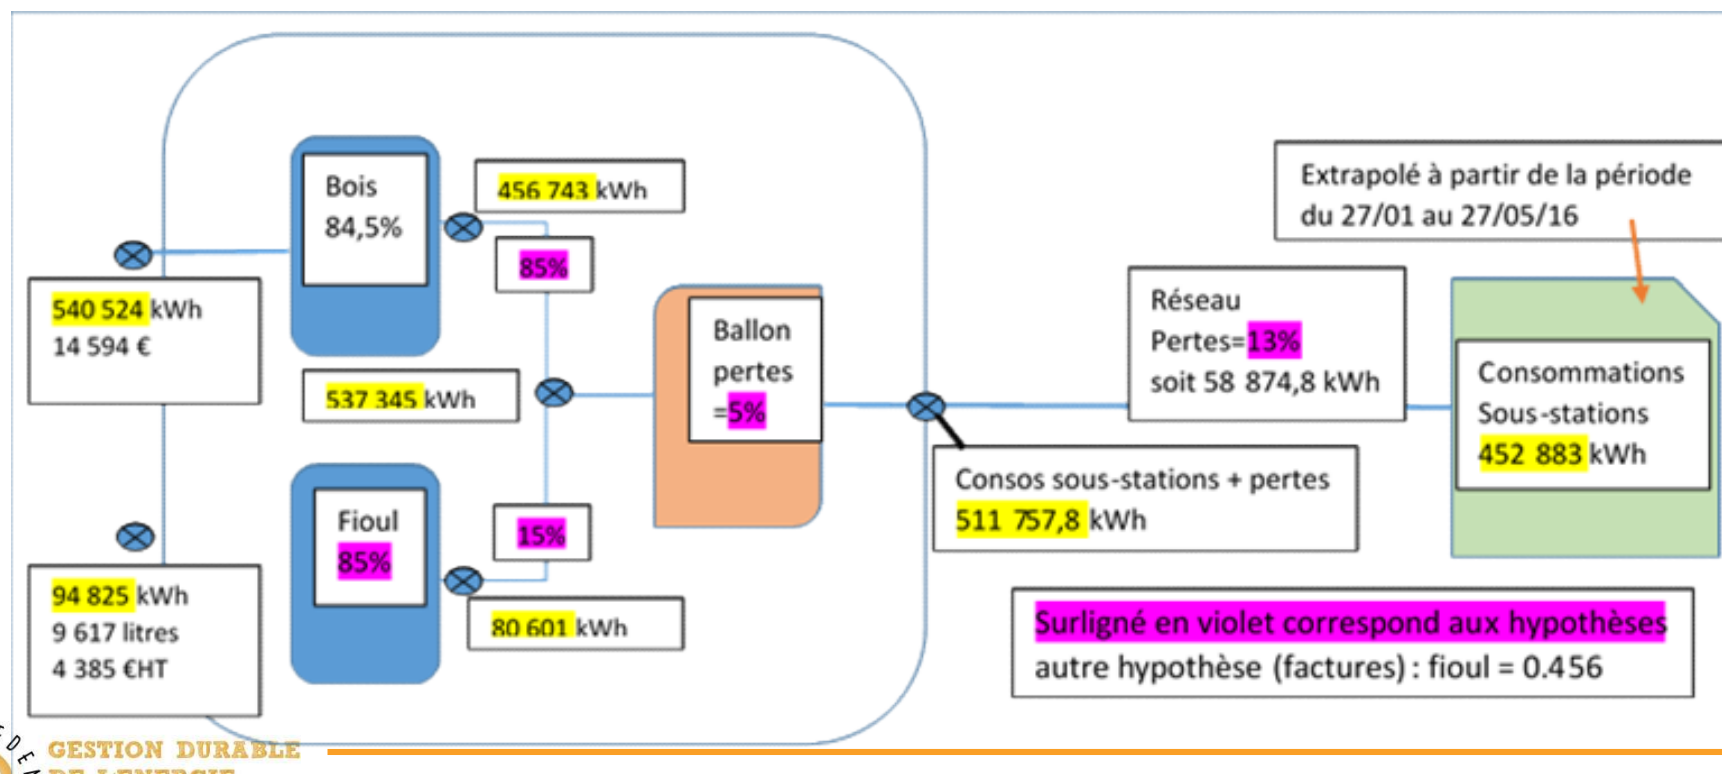 Bois
84,5%
456 743 kWh
85%
540 524 kWh
14 594 €
537 345 kWh
Ballon
pertes
=5%
Fioul
85%
15%
80 601 kWh
94 825 kWh
9 617 litres
4 385 €HT
Extrapolé à partir de la période
du 27/01 au 27/05/16
Réseau
Pertes=13%
soit 58 874,8 kWh
Consommations
Sous-stations
452 883 kWh
Consos sous-stations + pertes
511 757,8 kWh
Surligné en violet correspond aux hypothèses
autre hypothèse (factures) : fioul = 0.456
GESTION DURABLE
DE L'ENERGIE